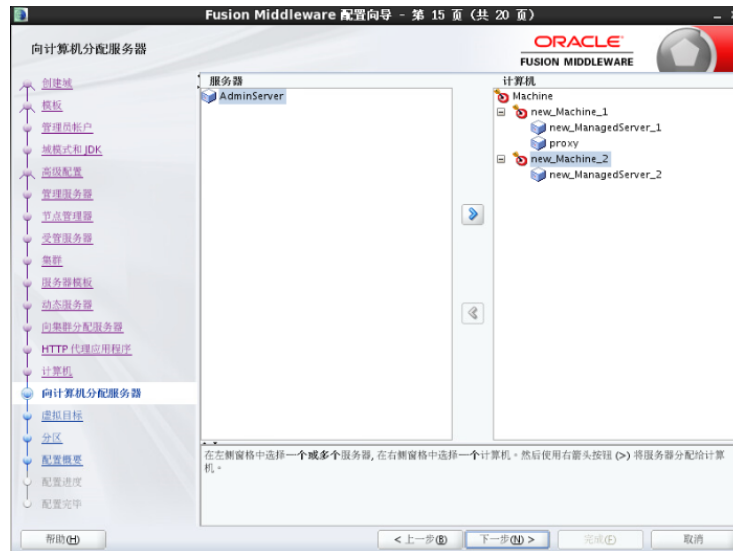 Fusion Middleware 配置向导 - 第 15 页 (共 20 页)
向计算机分配服务器
ORACLE
FUSION MIDDLEWARE
创建域
模板
管理员帐户
域模式和 JDK
高级配置
管理服务器
节点管理器
受管服务器
集群
服务器模板
动态服务器
向集群分配服务器
HTTP 代理应用程序
计算机
向计算机分配服务器
虚拟目标
分区
配置概要
配置进度
配置完毕
服务器
AdminServer
计算机
Machine
new_Machine_1
new_ManagedServer_1
proxy
new_Machine_2
new_ManagedServer_2
在左侧窗格中选择一个或多个服务器, 在右侧窗格中选择一个计算机。然后使用右箭头按钮 (>) 将服务器分配给计算
机。
帮助(H)
< 上一步(B)
下一步(N) >
完成(F)
取消